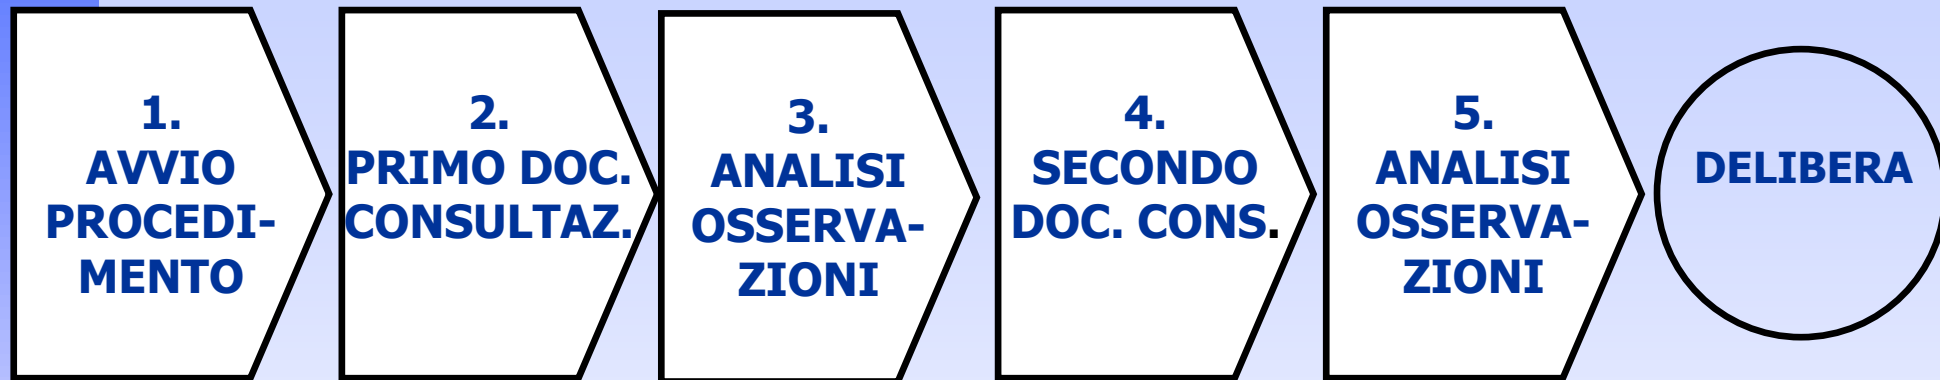 1.
AVVIO
PROCEDI-
MENTO
2.
PRIMO DOC.
CONSULTAZ.
3.
ANALISI
OSSERVA-
ZIONI
4.
SECONDO
DOC. CONS.
5.
ANALISI
OSSERVA-
ZIONI
DELIBERA